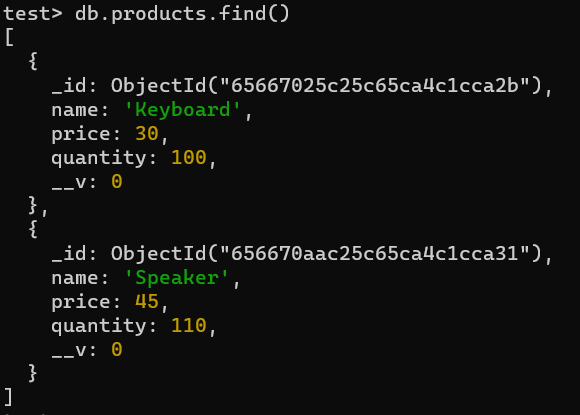 test> db.products.find()
[
  {
    _id: ObjectId("65667025c25c65ca4c1cca2b"),
    name: 'Keyboard',
    price: 30,
    quantity: 100,
    __v: 0
  },
  {
    _id: ObjectId("656670aac25c65ca4c1cca31"),
    name: 'Speaker',
    price: 45,
    quantity: 110,
    __v: 0
  }
]